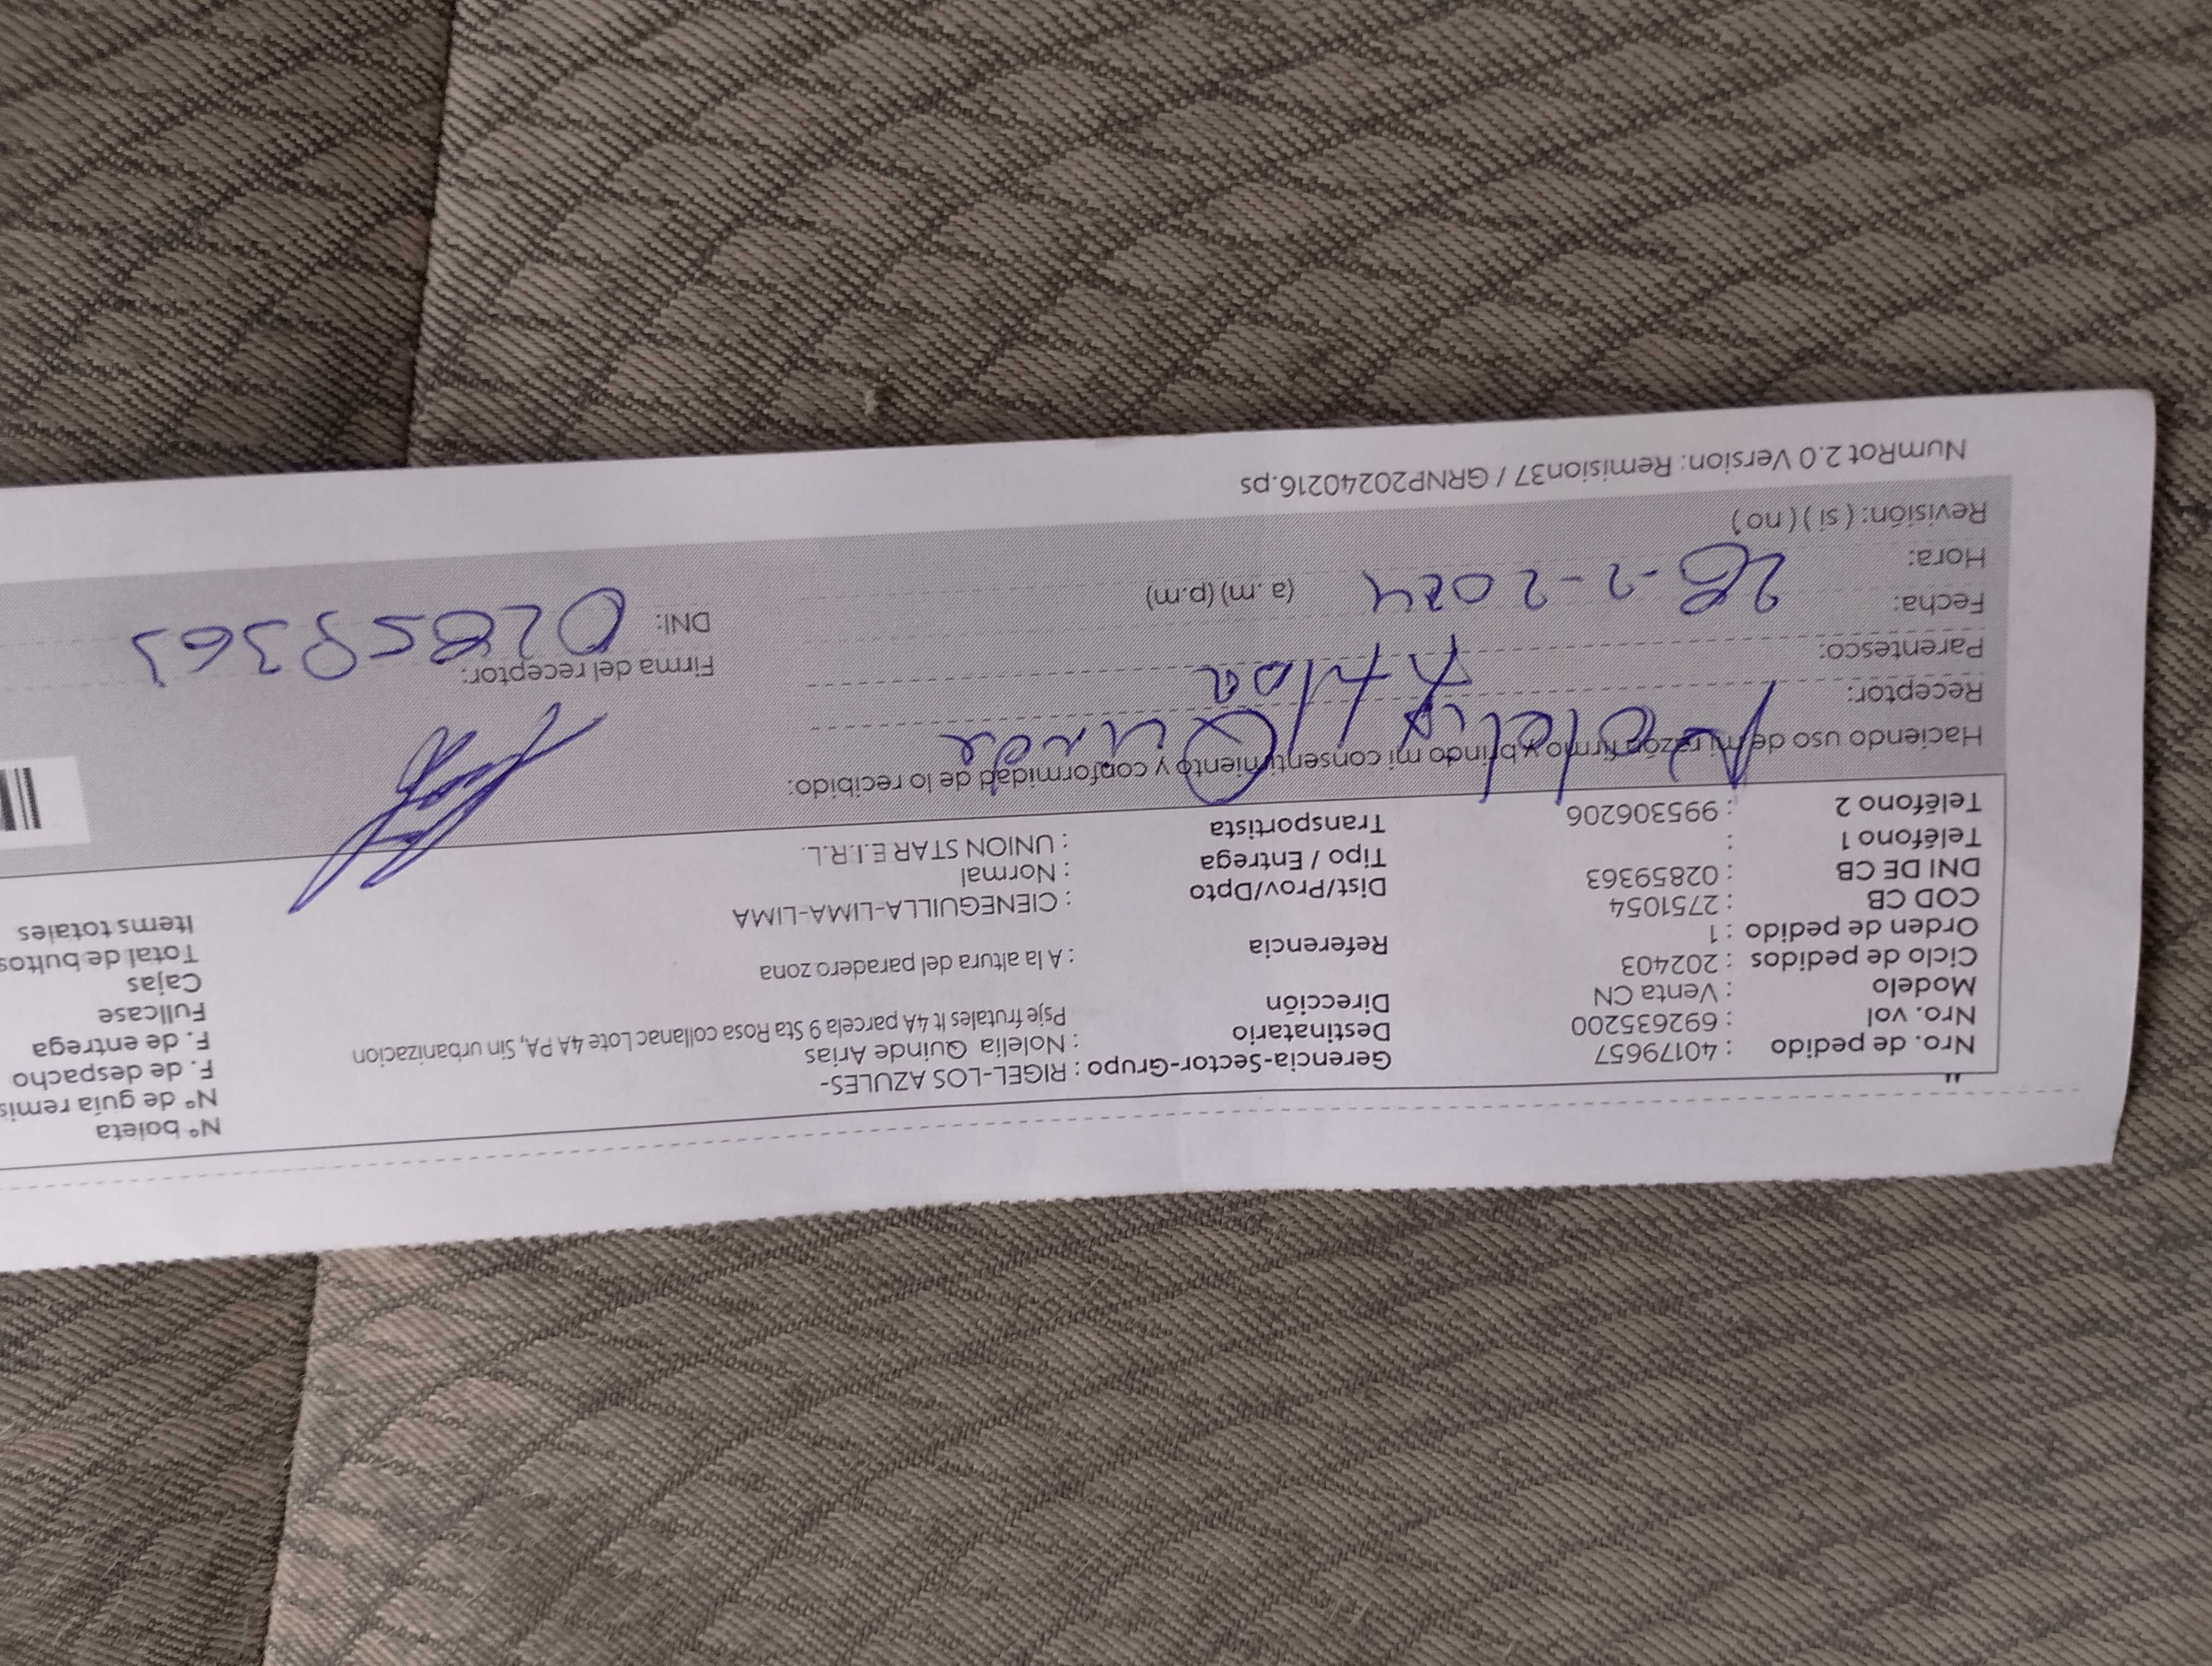 Nº boleta
Nº de guía remis
F. de despacho
F. de entrega
Fullcase
Cajas
Total de bultos
Items totales
Nro. de pedido : 40179657
Nro. vol : 692635200
Modelo : Venta CN
Ciclo de pedidos : 202403
Orden de pedido : 1
COD CB : 2751054
DNI DE CB : 02859363
Teléfono 1 :
Teléfono 2 : 995306206
Gerencia-Sector-Grupo : RIGEL-LOS AZULES-
Destinatario : Nolelia Quinde Arias
Dirección : Psje frutales lt 4A parcela 9 Sta Rosa collanac Lote 4A PA, Sin urbanizacion
Referencia : A la altura del paradero zona
Dist/Prov/Dpto : CIENEGUILLA-LIMA-LIMA
Tipo / Entrega : Normal
Transportista : UNION STAR E.I.R.L.
Haciendo uso de mi razón firmo y brindo mi consentimiento y conformidad de lo recibido:
Receptor: Nolelia Quinde
Parentesco:
Fecha: 28-2-2024
Hora: (a.m) (p.m)
Revisión: ( si ) ( no )
Firma del receptor:
DNI: 02859363
NumRot 2.0 Version: Remision37 / GRNP20240216.ps